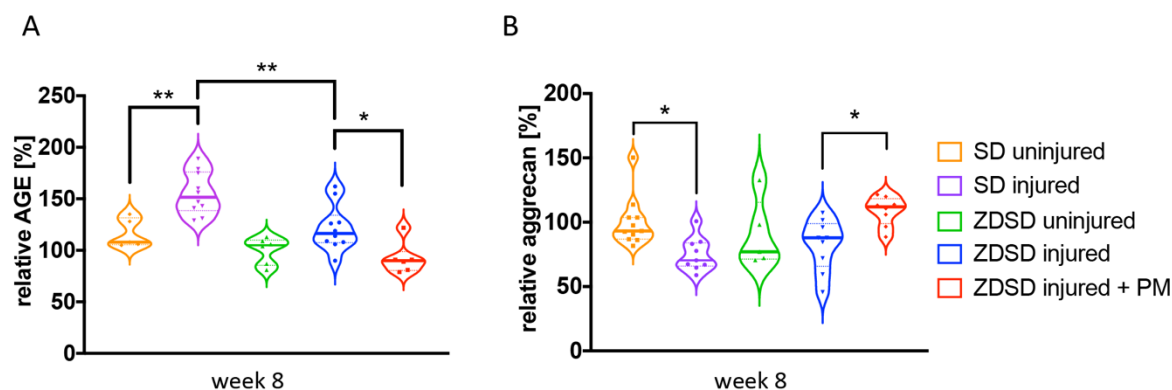 A
relative AGE [%]
250
200
150
100
50
0
**
**
*
week 8
B
relative aggrecan [%]
200
150
100
50
0
*
*
week 8
SD uninjured
SD injured
ZDSD uninjured
ZDSD injured
ZDSD injured + PM